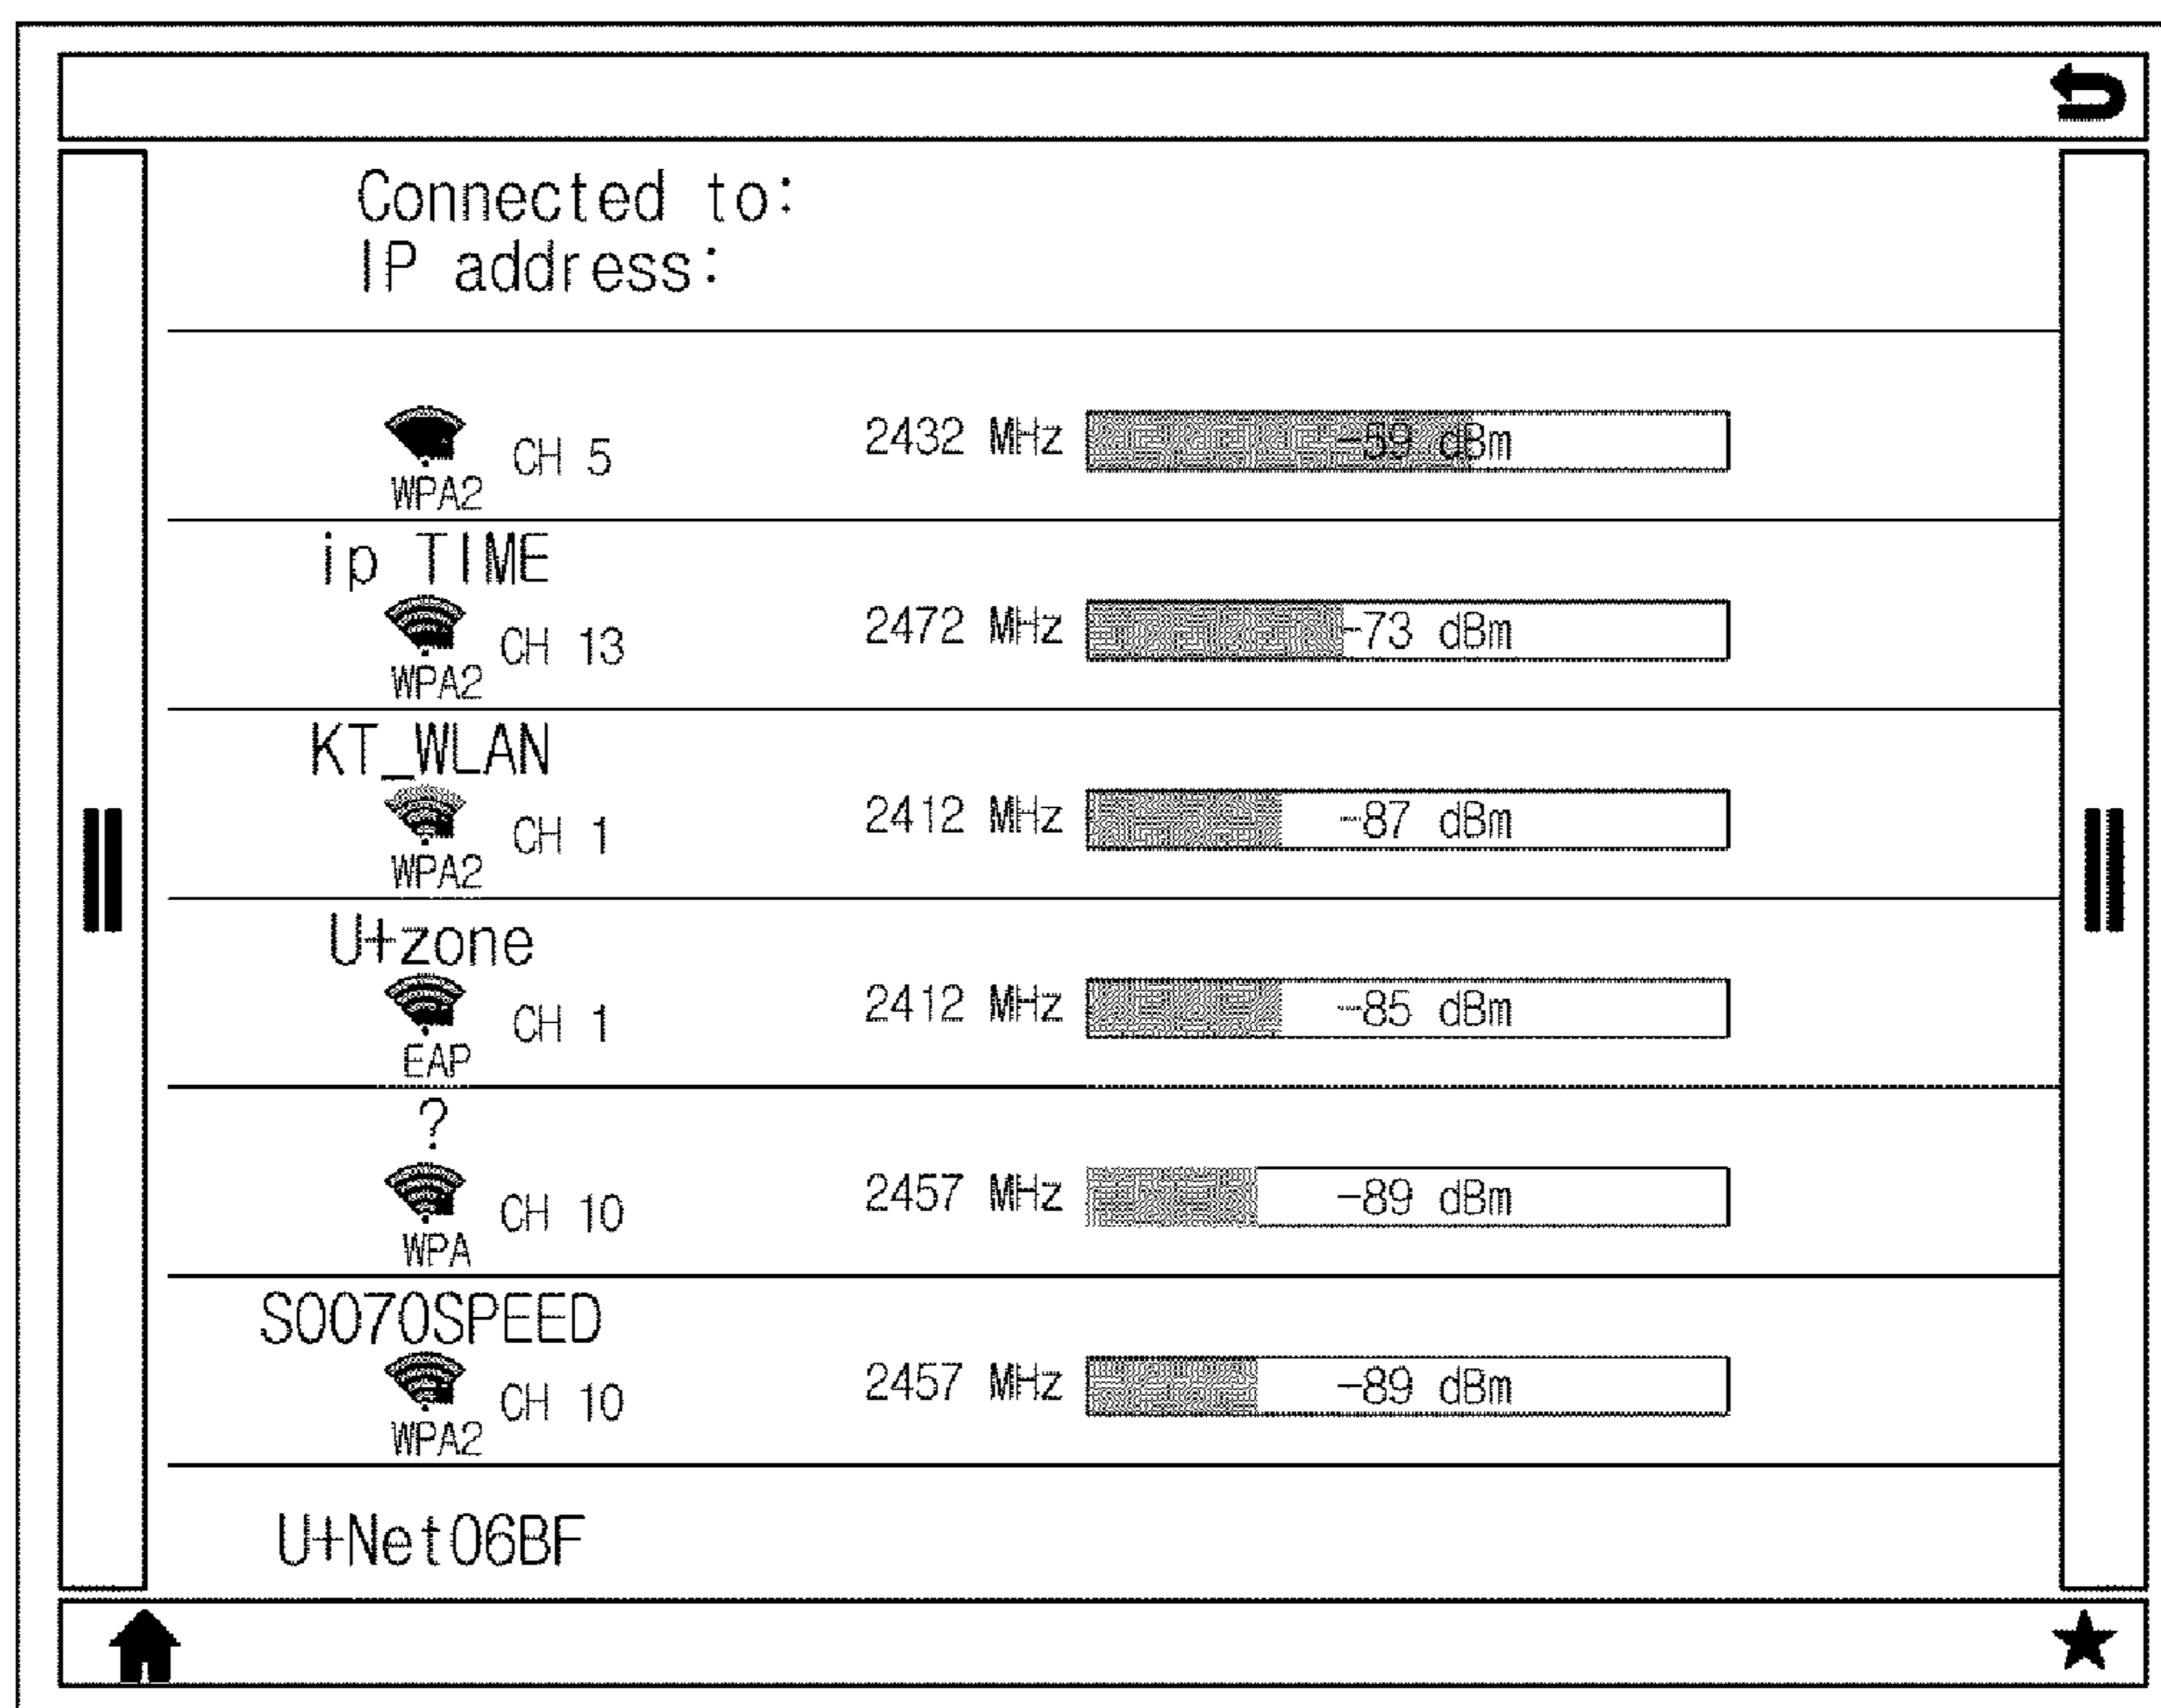 Connected to:
IP address:
CH 5 2432 MHz -59 dBm
WPA2
ip TIME
CH 13 2472 MHz -73 dBm
WPA2
KT_WLAN
CH 1 2412 MHz -87 dBm
WPA2
U+zone
CH 1 2412 MHz -85 dBm
EAP
?
CH 10 2457 MHz -89 dBm
WPA
S0070SPEED
CH 10 2457 MHz -89 dBm
WPA2
U+Net06BF